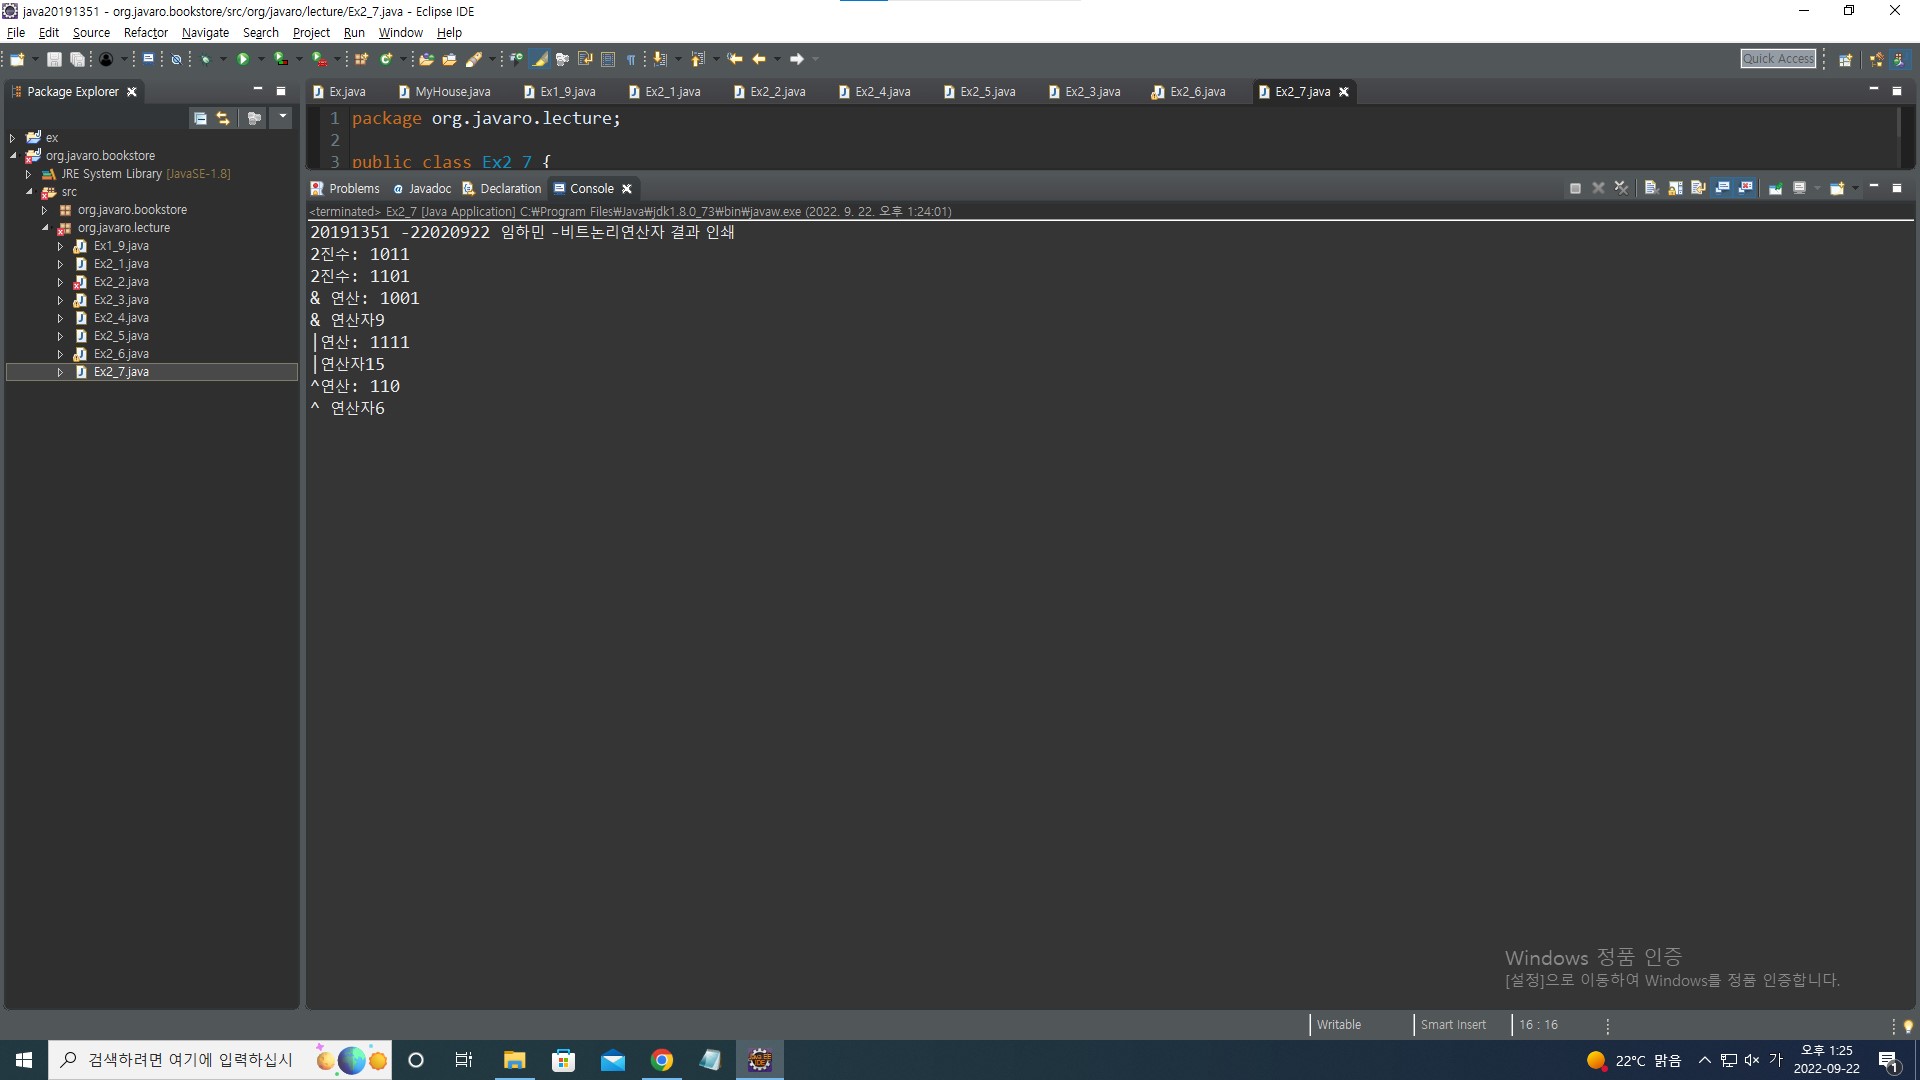 java20191351 - org.javaro.bookstore/src/org/javaro/lecture/Ex2_7.java - Eclipse IDE
File Edit Source Refactor Navigate Search Project Run Window Help
Quick Access
Package Explorer
Ex.java MyHouse.java Ex1_9.java Ex2_1.java Ex2_2.java Ex2_4.java Ex2_5.java Ex2_3.java Ex2_6.java Ex2_7.java
ex
org.javaro.bookstore
JRE System Library [JavaSE-1.8]
src
org.javaro.bookstore
org.javaro.lecture
Ex1_9.java
Ex2_1.java
Ex2_2.java
Ex2_3.java
Ex2_4.java
Ex2_5.java
Ex2_6.java
Ex2_7.java
1 package org.javaro.lecture;
2
3 public class Ex2_7 {
Problems Javadoc Declaration Console
<terminated> Ex2_7 [Java Application] C:₩Program Files₩Java₩jdk1.8.0_73₩bin₩javaw.exe (2022. 9. 22. 오후 1:24:01)
20191351 -22020922 임하민 -비트논리연산자 결과 인쇄
2진수: 1011
2진수: 1101
& 연산: 1001
& 연산자9
|연산: 1111
|연산자15
^연산: 110
^ 연산자6
Windows 정품 인증
[설정]으로 이동하여 Windows를 정품 인증합니다.
Writable Smart Insert 16 : 16
검색하려면 여기에 입력하십시
22°C 맑음 가 오후 1:25
2022-09-22
1